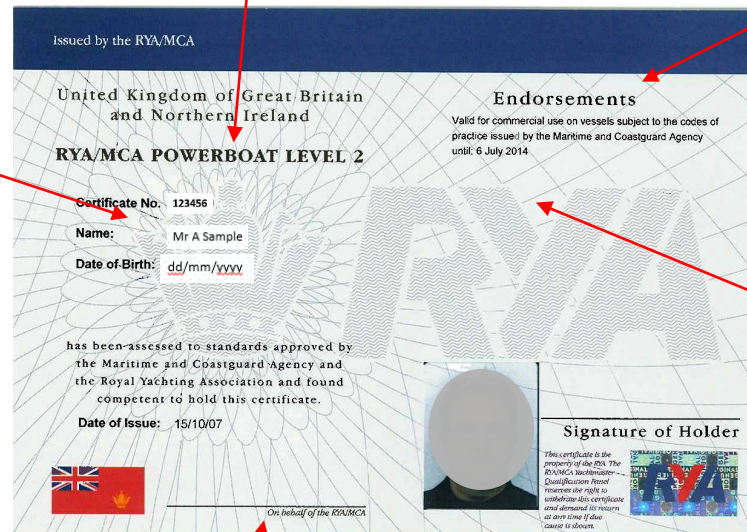 Issued by the RYA/MCA
United Kingdom of Great Britain
and Northern Ireland
RYA/MCA POWERBOAT LEVEL 2
Certificate No. 123456
Name: Mr A Sample
Date of Birth: dd/mm/yyyy
has been assessed to standards approved by
the Maritime and Coastguard Agency and
the Royal Yachting Association and found
competent to hold this certificate.
Date of Issue: 15/10/07
On behalf of the RYA/MCA
Endorsements
Valid for commercial use on vessels subject to the codes of
practice issued by the Maritime and Coastguard Agency
until: 6 July 2014
RYA
Signature of Holder
This certificate is the
property of the RYA. The
RYA/MCA Yachtmaster
Qualification Panel
reserves the right to
withdraw this certificate
and demand its return
at any time if due
cause is shown.
RYA